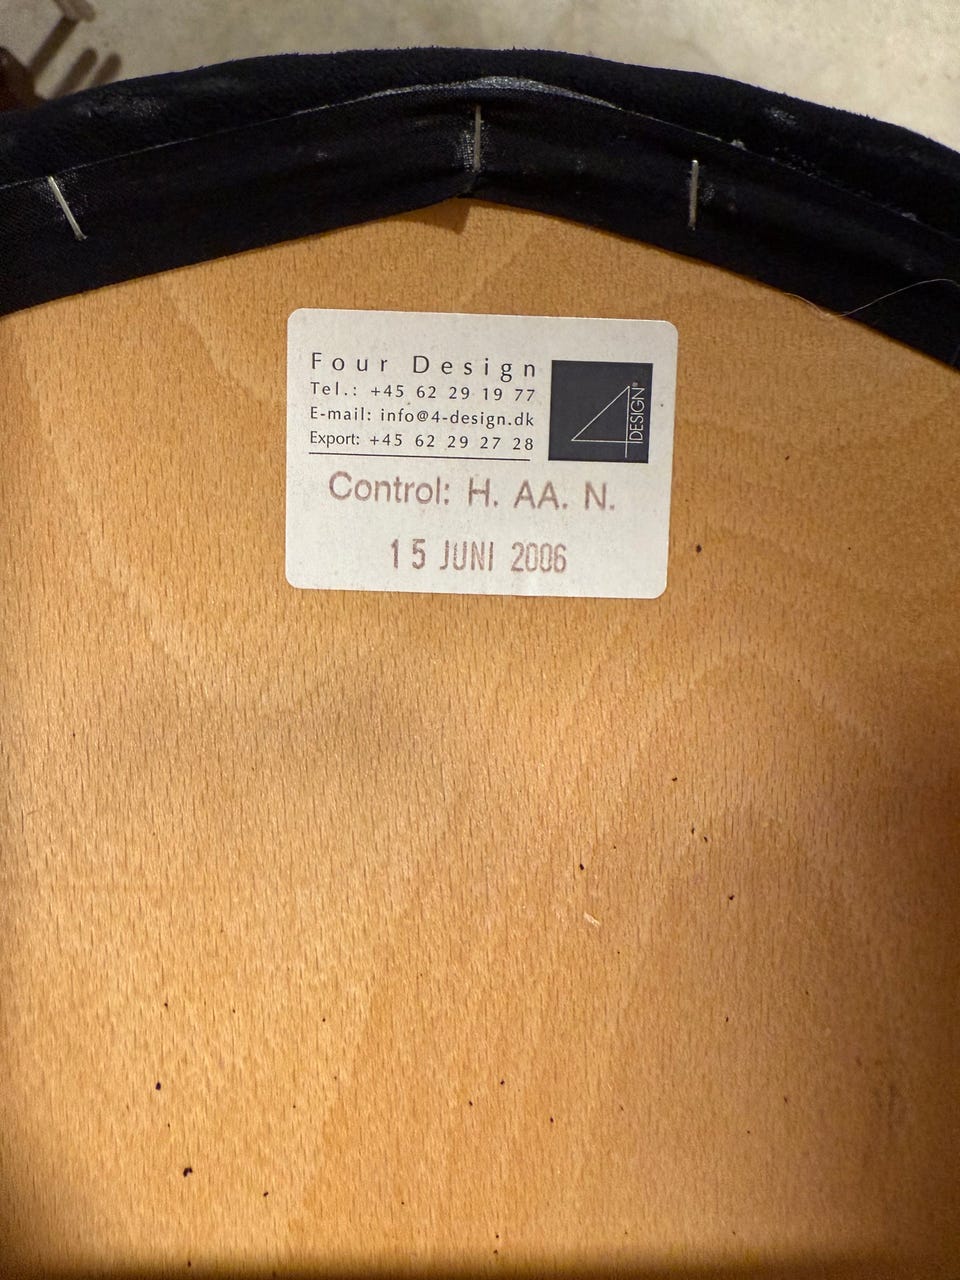 Four Design
Tel.: +45 62 29 19 77
E-mail: info@4-design.dk
Export: +45 62 29 27 28
4 DESIGN®
Control: H. AA. N.
15 JUNI 2006